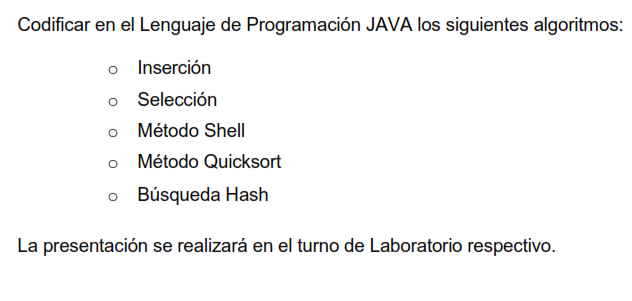 Codificar en el Lenguaje de Programación JAVA los siguientes algoritmos:
o Inserción
o Selección
o Método Shell
o Método Quicksort
o Búsqueda Hash
La presentación se realizará en el turno de Laboratorio respectivo.